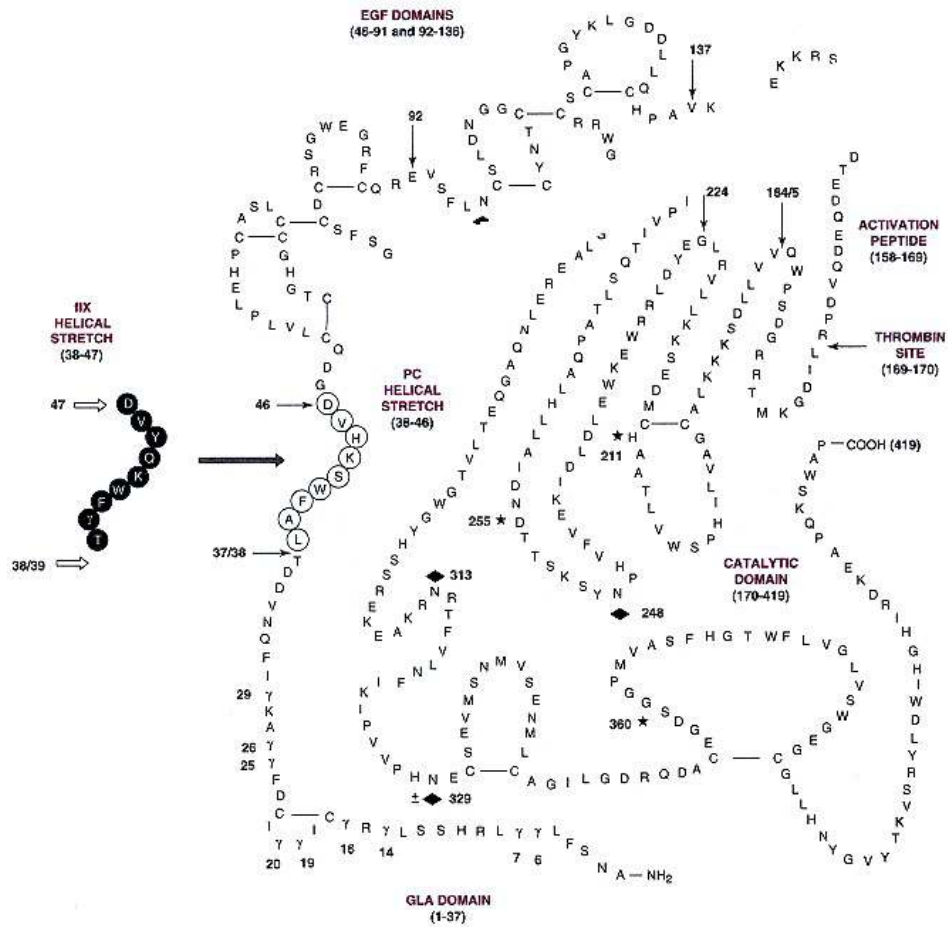 EGF DOMAINS
(46-91 and 92-136)
137
92
224
184/5
ACTIVATION
PEPTIDE
(158-169)
THROMBIN
SITE
(169-170)
fIX
HELICAL
STRETCH
(38-47)
47
38/39
D
V
Y
Q
K
W
F
γ
T
PC
HELICAL
STRETCH
(38-46)
46
37/38
D
V
H
K
S
W
F
A
L
211
255
COOH (419)
CATALYTIC
DOMAIN
(170-419)
313
248
360
± 329
29
26
25
20
19
16
14
7
6
T D D V N Q F I γ K A γ γ F D C I γ γ I C γ R γ L S S H R L γ γ L F S N A NH₂
Q D G
C P L V L P L E H P C A S L C C G H G T C
D C S F S G
C R S G W E G R F C Q R E V S F L N
C S L D N G G C T N Y C
C R R W G
S C A P G Y K L G D D L L Q C H P A V K
E K K R S
D T E D Q E D Q V D P R L I D G K M T R R G D S P W Q V V L L D S K K K L A C G A V L I H P S W V L T A A H C M D E S K K L L V R L G E Y D L R R W E K W E L D L D I K E V F V H P N Y S K S T T D N D I A L L H L A Q P A T L S Q T I V P I
G L A E R E L N Q A G Q E T L V T G W G Y H S S R E K E A K R N R T F V L N F I K I P V V P H N E C S E V M S N M V S E N M L C A G I L G D R Q D A C E G D S G G P M V A S F H G T W F L V G L V S W G E G C G L L H N Y G V Y T K V S R Y L D W I H G H I R D K E A P Q K S W A P
GLA DOMAIN
(1-37)